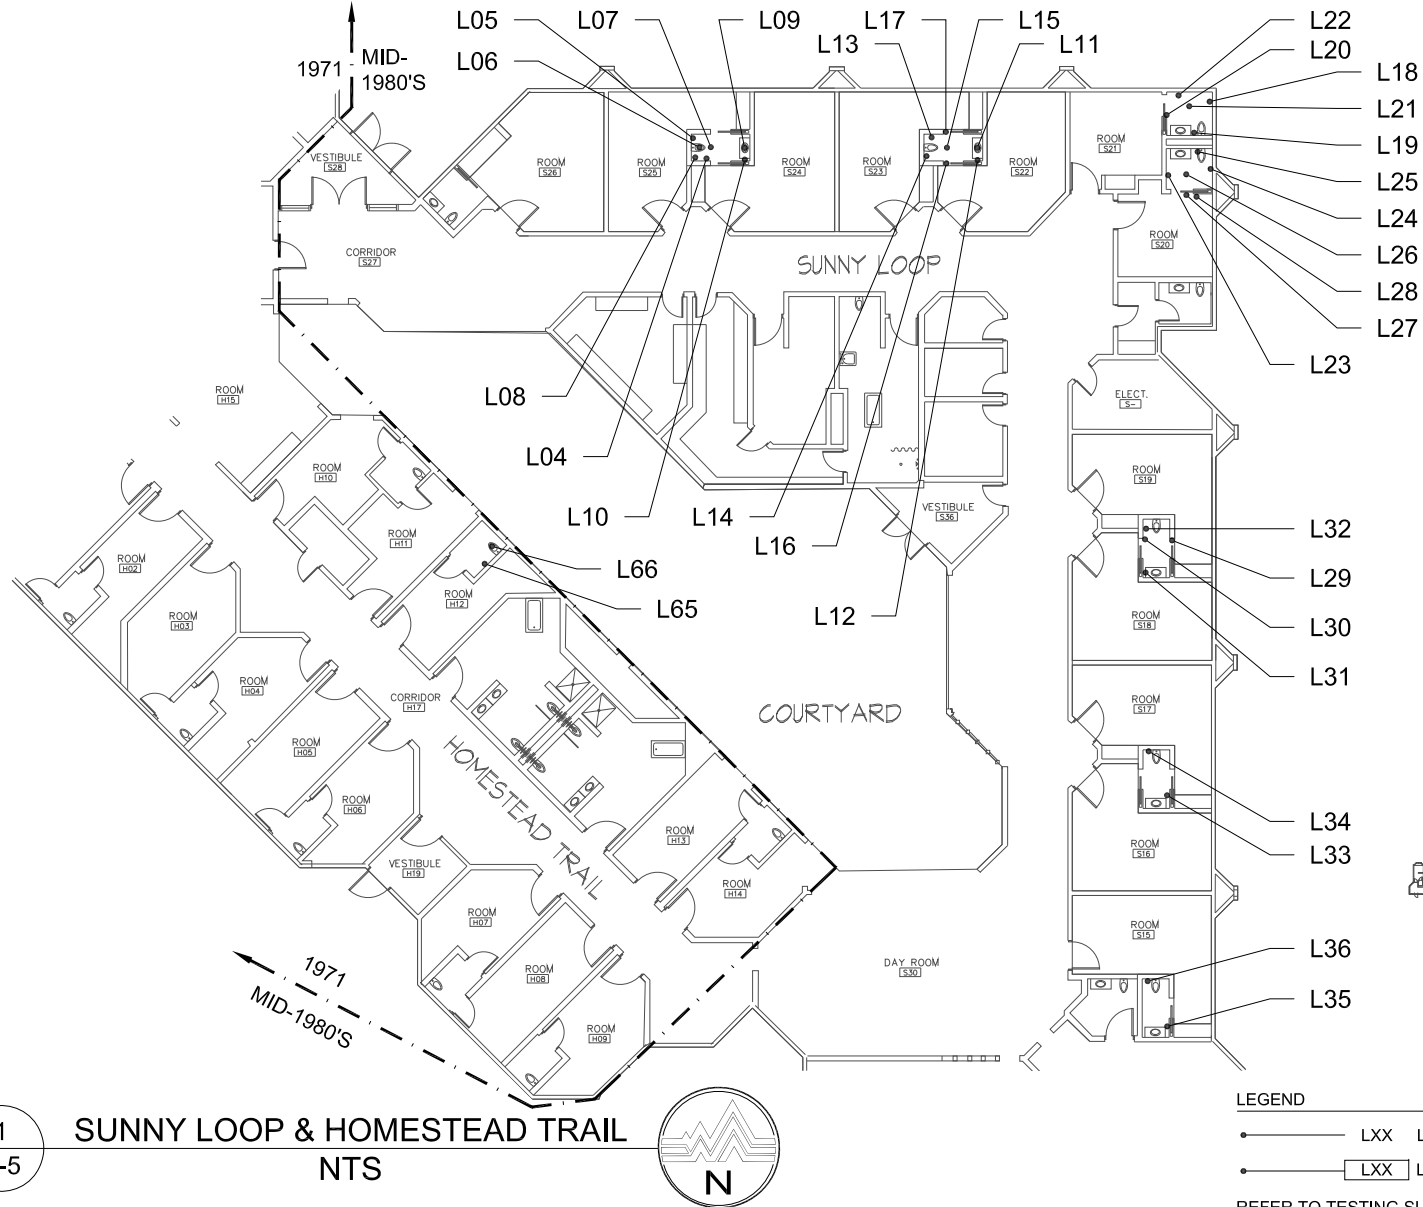 L05
L07
L09
L17
L15
L22
L13
L11
L20
L06
L18
L21
L19
L25
L24
L26
L28
L27
L23
1971
MID-
1980'S
VESTIBULE
S28
ROOM
S26
ROOM
S25
ROOM
S24
ROOM
S23
ROOM
S22
ROOM
S21
ROOM
S20
CORRIDOR
S27
SUNNY LOOP
L08
L04
L10
L14
L16
L12
ROOM
H15
ELECT.
S-
ROOM
H10
ROOM
S19
VESTIBULE
S36
ROOM
H11
L32
L29
L30
L31
L66
L65
ROOM
H02
ROOM
H12
ROOM
H03
ROOM
S18
ROOM
H04
CORRIDOR
H17
ROOM
S17
COURTYARD
ROOM
H05
HOMESTEAD TRAIL
ROOM
H06
L34
L33
ROOM
H13
ROOM
S16
VESTIBULE
H19
ROOM
H14
ROOM
H07
ROOM
S15
L36
L35
DAY ROOM
S30
ROOM
H08
ROOM
H09
1971
MID-1980'S
1
-5
SUNNY LOOP & HOMESTEAD TRAIL
NTS
N
LEGEND
LXX L
LXX L